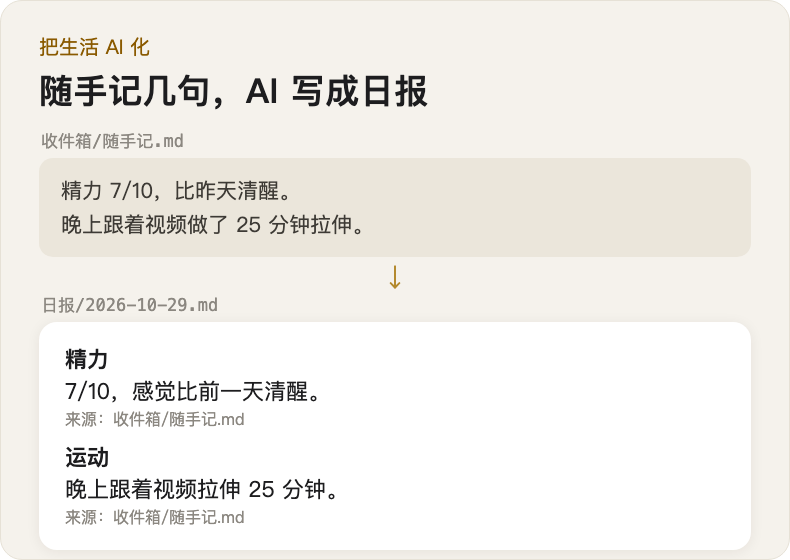 把生活 AI 化
随手记几句，AI 写成日报
收件箱/随手记.md
精力 7/10，比昨天清醒。
晚上跟着视频做了 25 分钟拉伸。
↓
日报/2026-10-29.md
精力
7/10，感觉比前一天清醒。
来源：收件箱/随手记.md
运动
晚上跟着视频拉伸 25 分钟。
来源：收件箱/随手记.md